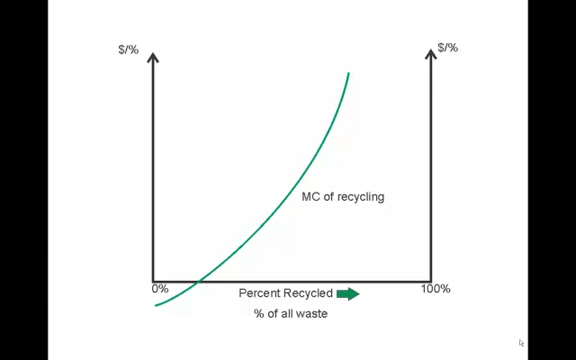 $/%
$/%
MC of recycling
0%
Percent Recycled
100%
% of all waste